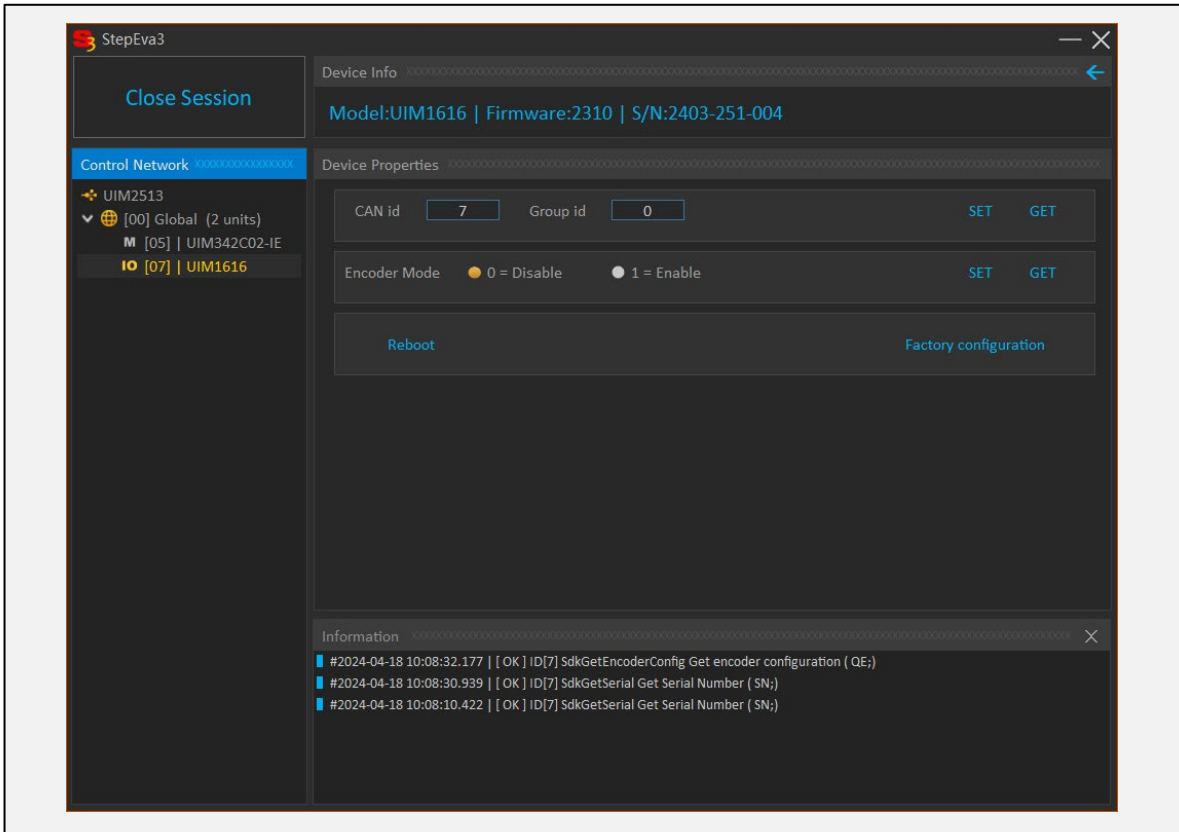 S3 StepEva3
Close Session
Device Info
Model:UIM1616 | Firmware:2310 | S/N:2403-251-004
Control Network
UIM2513
[00] Global (2 units)
M [05] | UIM342C02-IE
IO [07] | UIM1616
Device Properties
CAN id 7 Group id 0 SET GET
Encoder Mode 0 = Disable 1 = Enable SET GET
Reboot Factory configuration
Information
#2024-04-18 10:08:32.177 | [ OK ] ID[7] SdkGetEncoderConfig Get encoder configuration ( QE;)
#2024-04-18 10:08:30.939 | [ OK ] ID[7] SdkGetSerial Get Serial Number ( SN;)
#2024-04-18 10:08:10.422 | [ OK ] ID[7] SdkGetSerial Get Serial Number ( SN;)